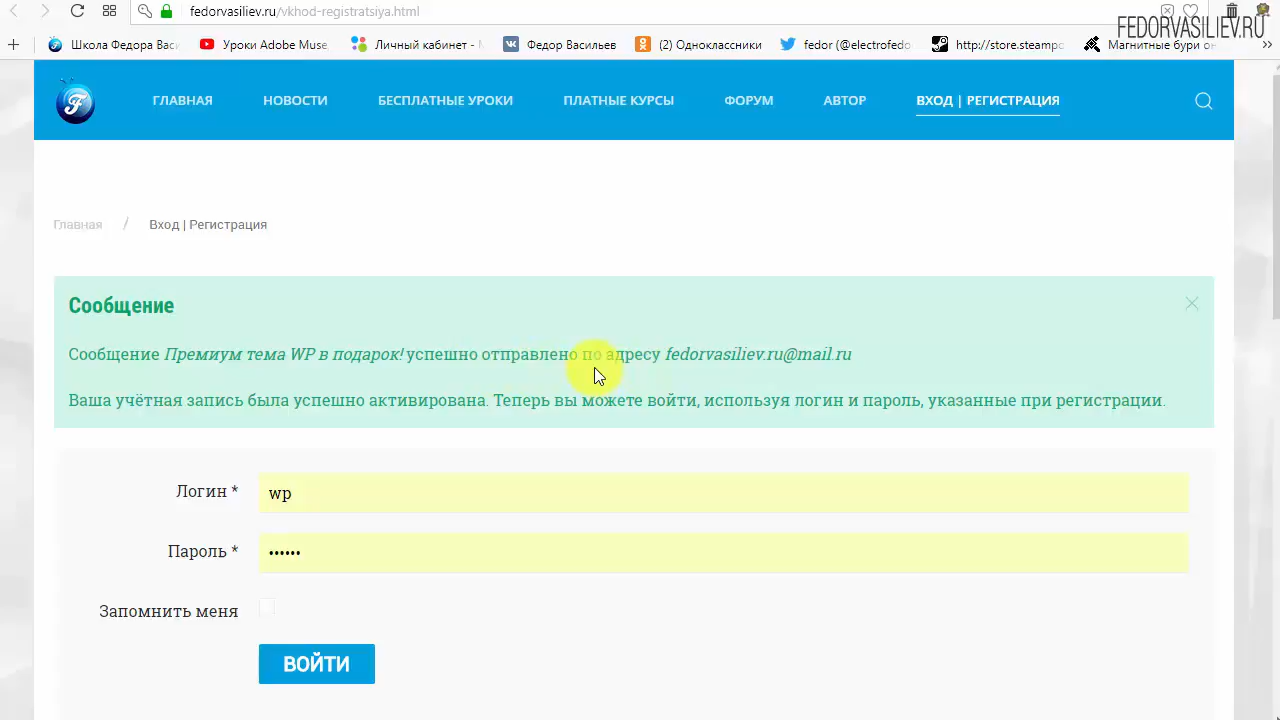 fedorvasiliev.ru/vkhod-registratsiya.html
FEDORVASILIEV.RU
Школа Федора Васи
Уроки Adobe Muse,
Личный кабинет -
Федор Васильев
(2) Одноклассники
fedor (@electrofedo
http://store.steampo
Магнитные бури он
ГЛАВНАЯ
НОВОСТИ
БЕСПЛАТНЫЕ УРОКИ
ПЛАТНЫЕ КУРСЫ
ФОРУМ
АВТОР
ВХОД | РЕГИСТРАЦИЯ
Главная / Вход | Регистрация
Сообщение
Сообщение Премиум тема WP в подарок! успешно отправлено по адресу fedorvasiliev.ru@mail.ru
Ваша учётная запись была успешно активирована. Теперь вы можете войти, используя логин и пароль, указанные при регистрации.
Логин *
wp
Пароль *
••••••
Запомнить меня
ВОЙТИ